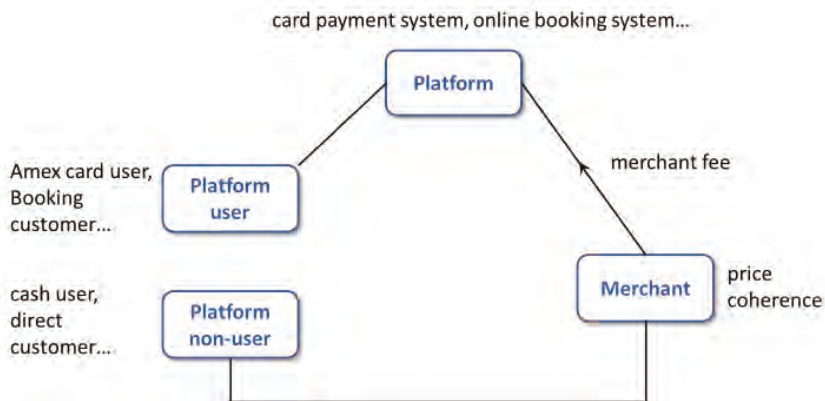 card payment system, online booking system...
Platform
Amex card user,
Booking
customer...
Platform
user
merchant fee
cash user,
direct
customer...
Platform
non-user
Merchant
price
coherence